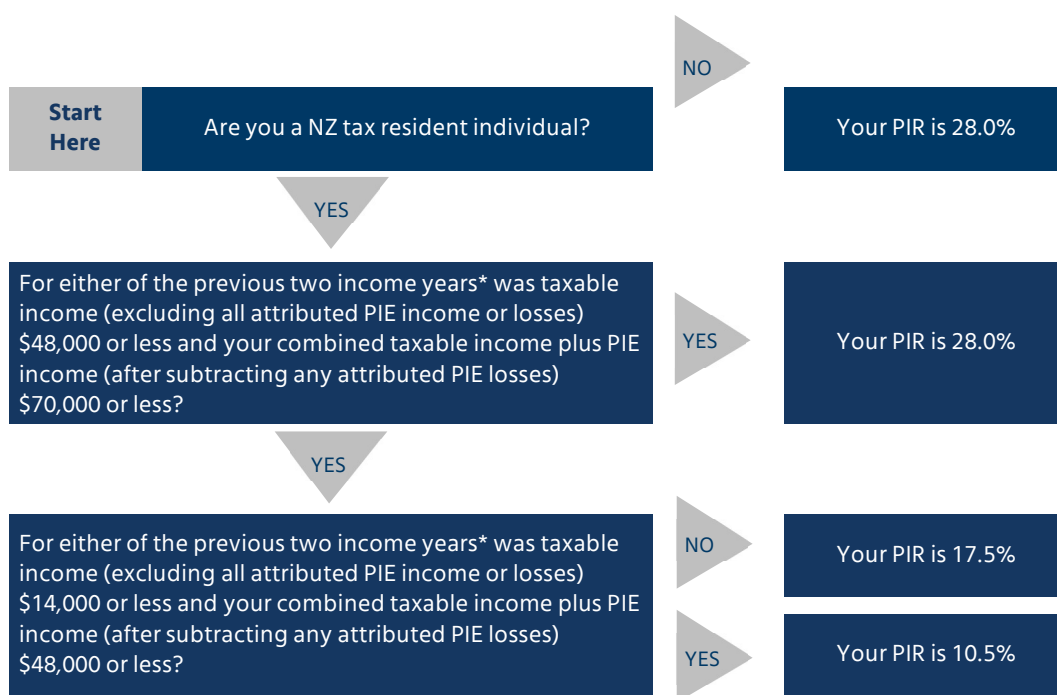 NO
Start
Here
Are you a NZ tax resident individual?
Your PIR is 28.0%
YES
For either of the previous two income years* was taxable
income (excluding all attributed PIE income or losses)
$48,000 or less and your combined taxable income plus PIE
income (after subtracting any attributed PIE losses)
$70,000 or less?
YES
Your PIR is 28.0%
YES
For either of the previous two income years* was taxable
income (excluding all attributed PIE income or losses)
$14,000 or less and your combined taxable income plus PIE
income (after subtracting any attributed PIE losses)
$48,000 or less?
NO
Your PIR is 17.5%
YES
Your PIR is 10.5%